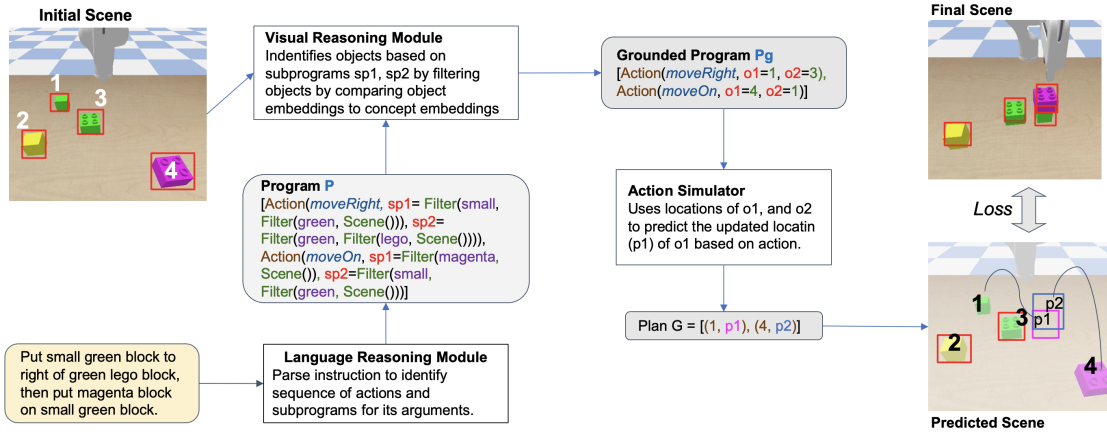 Initial Scene
1
2
3
4
Visual Reasoning Module
Indentifies objects based on
subprograms sp1, sp2 by filtering
objects by comparing object
embeddings to concept embeddings
Program P
[Action(moveRight, sp1= Filter(small,
Filter(green, Scene())), sp2=
Filter(green, Filter(lego, Scene()))),
Action(moveOn, sp1=Filter(magenta,
Scene()), sp2=Filter(small,
Filter(green, Scene()))]
Put small green block to
right of green lego block,
then put magenta block
on small green block.
Language Reasoning Module
Parse instruction to identify
sequence of actions and
subprograms for its arguments.
Grounded Program Pg
[Action(moveRight, o1=1, o2=3),
Action(moveOn, o1=4, o2=1)]
Action Simulator
Uses locations of o1, and o2
to predict the updated locatin
(p1) of o1 based on action.
Plan G = [(1, p1), (4, p2)]
Final Scene
Loss
1
2
3
p1
p2
4
Predicted Scene